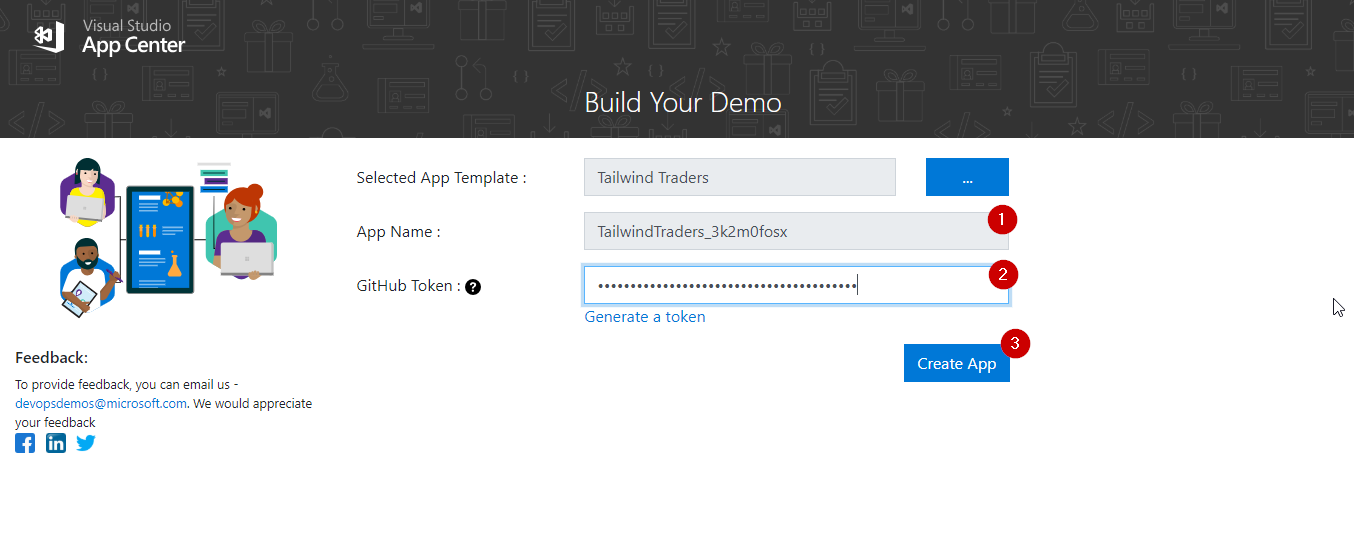 Visual Studio
App Center
Build Your Demo
Selected App Template :
Tailwind Traders
...
App Name :
TailwindTraders_3k2m0fosx
1
GitHub Token : ?
••••••••••••••••••••••••••••••••••••••••
2
Generate a token
3
Create App
Feedback:
To provide feedback, you can email us -
devopsdemos@microsoft.com. We would appreciate
your feedback